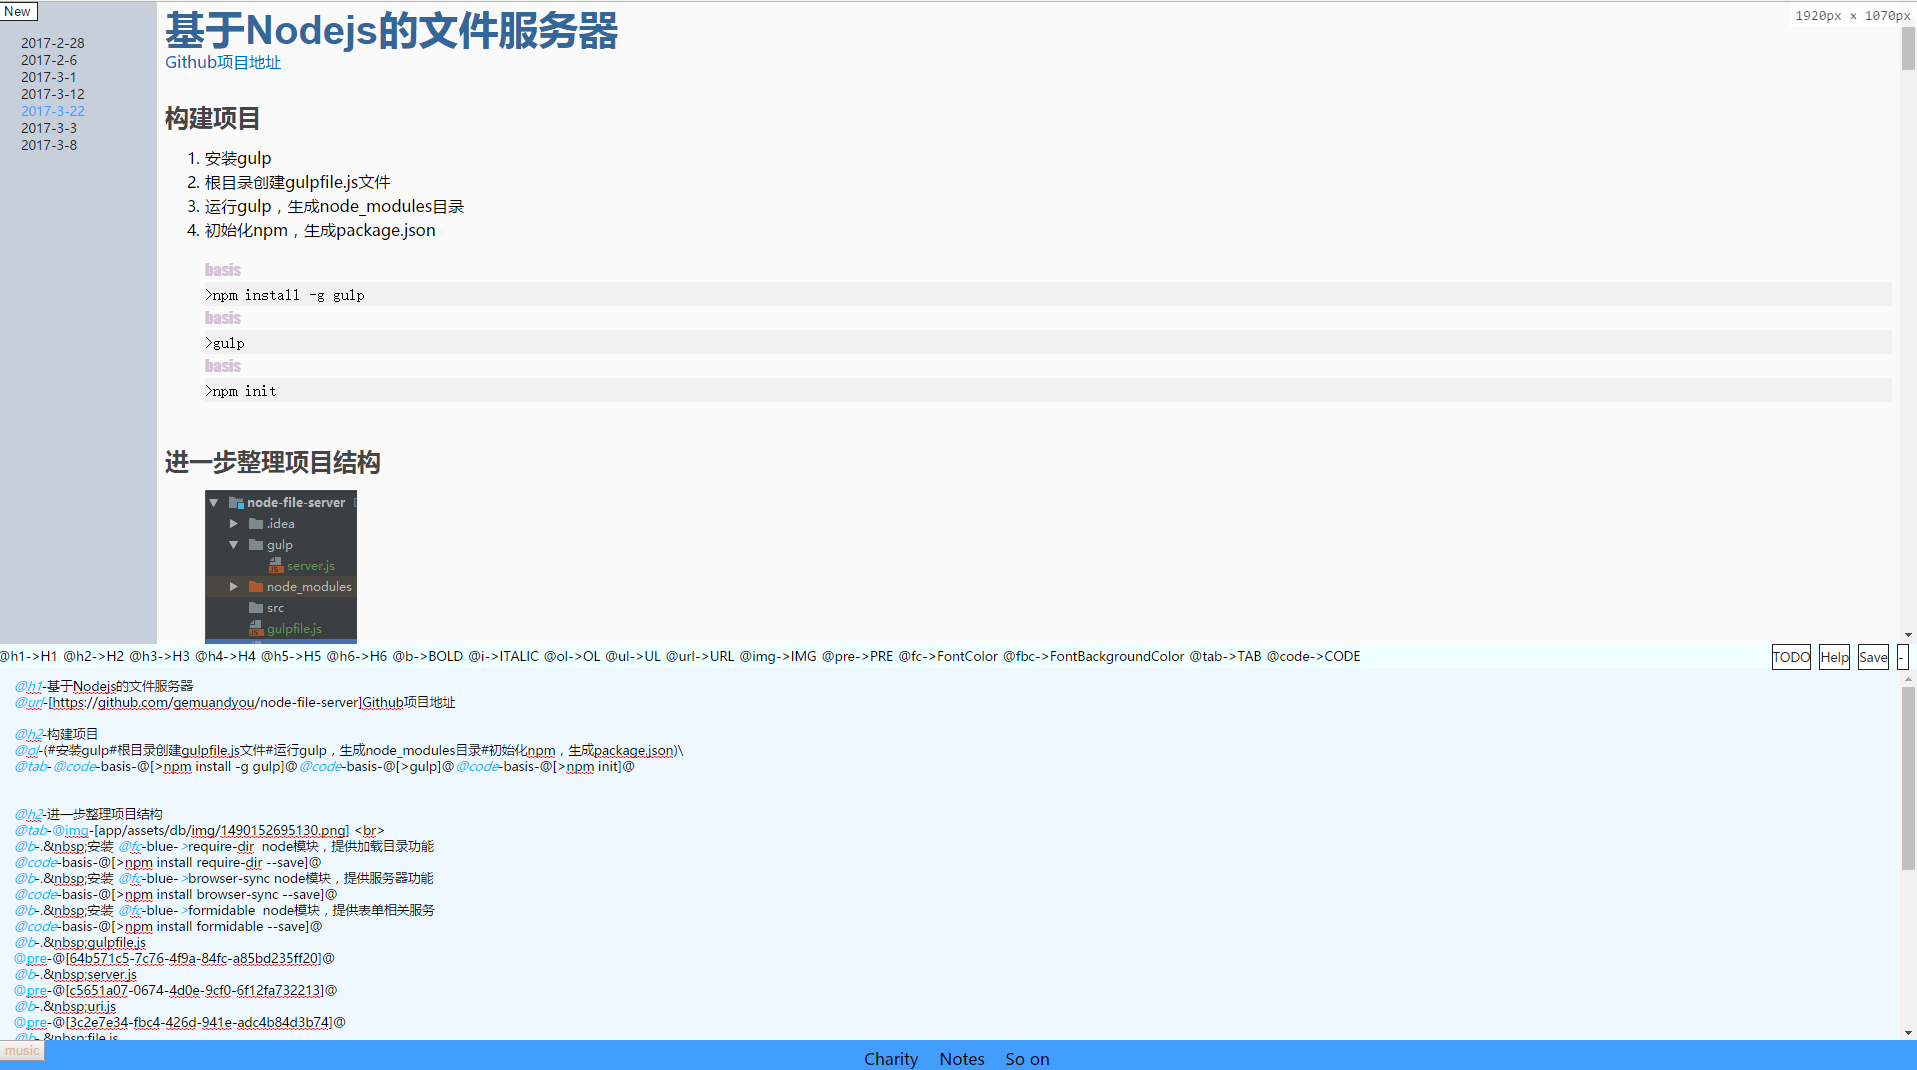 New
1920px × 1070px
2017-2-28
2017-2-6
2017-3-1
2017-3-12
2017-3-22
2017-3-3
2017-3-8
基于Nodejs的文件服务器
Github项目地址
构建项目
1. 安装gulp
2. 根目录创建gulpfile.js文件
3. 运行gulp，生成node_modules目录
4. 初始化npm，生成package.json
basis
>npm install -g gulp
basis
>gulp
basis
>npm init
进一步整理项目结构
node-file-server
.idea
gulp
server.js
node_modules
src
gulpfile.js
@h1->H1 @h2->H2 @h3->H3 @h4->H4 @h5->H5 @h6->H6 @b->BOLD @i->ITALIC @ol->OL @ul->UL @url->URL @img->IMG @pre->PRE @fc->FontColor @fbc->FontBackgroundColor @tab->TAB @code->CODE
TODO Help Save -
@h1-基于Nodejs的文件服务器
@url-[https://github.com/gemuandyou/node-file-server]Github项目地址
@h2-构建项目
@ol-(#安装gulp#根目录创建gulpfile.js文件#运行gulp，生成node_modules目录#初始化npm，生成package.json)\
@tab-@code-basis-@[>npm install -g gulp]@@code-basis-@[>gulp]@@code-basis-@[>npm init]@
@h2-进一步整理项目结构
@tab-@img-[app/assets/db/img/1490152695130.png] <br>
@b-.&nbsp;安装 @fc-blue->require-dir  node模块，提供加载目录功能
@code-basis-@[>npm install require-dir --save]@
@b-.&nbsp;安装 @fc-blue->browser-sync node模块，提供服务器功能
@code-basis-@[>npm install browser-sync --save]@
@b-.&nbsp;安装 @fc-blue->formidable  node模块，提供表单相关服务
@code-basis-@[>npm install formidable --save]@
@b-.&nbsp;gulpfile.js
@pre-@[64b571c5-7c76-4f9a-84fc-a85bd235ff20]@
@b-.&nbsp;server.js
@pre-@[c5651a07-0674-4d0e-9cf0-6f12fa732213]@
@b-.&nbsp;uri.js
@pre-@[3c2e7e34-fbc4-426d-941e-adc4b84d3b74]@
@b-.&nbsp;file.js
music
Charity Notes So on